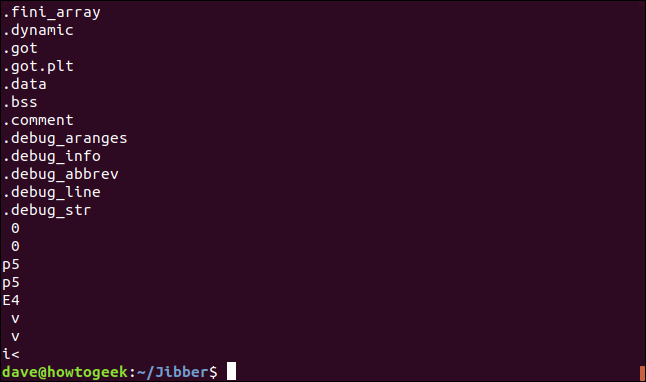 .fini_array
.dynamic
.got
.got.plt
.data
.bss
.comment
.debug_aranges
.debug_info
.debug_abbrev
.debug_line
.debug_str
 0
 0
p5
p5
E4
 v
 v
i<
dave@howtogeek:~/Jibber$